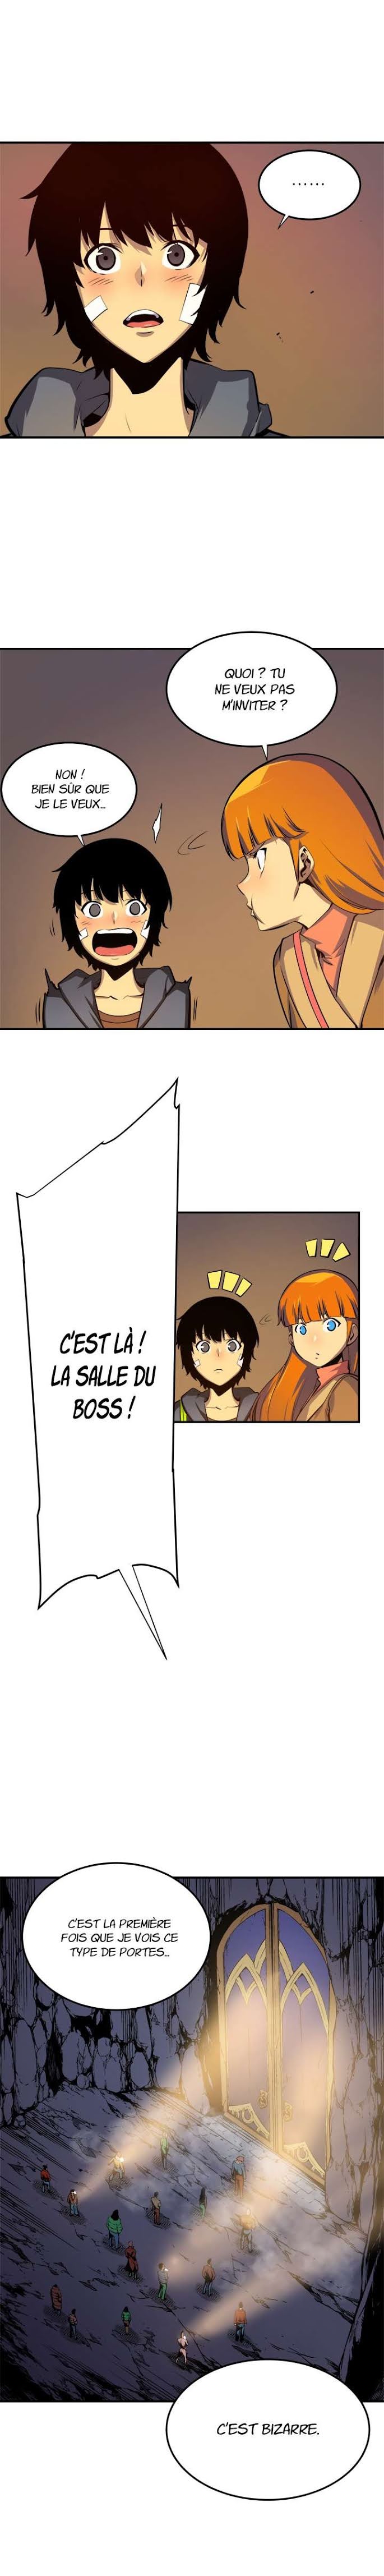 ......
QUOI ? TU
NE VEUX PAS
M'INVITER ?
NON !
BIEN SÛR QUE
JE LE VEUX...
C'EST LÀ !
LA SALLE DU
BOSS !
C'EST LA PREMIÈRE
FOIS QUE JE VOIS CE
TYPE DE PORTES...
C'EST BIZARRE.